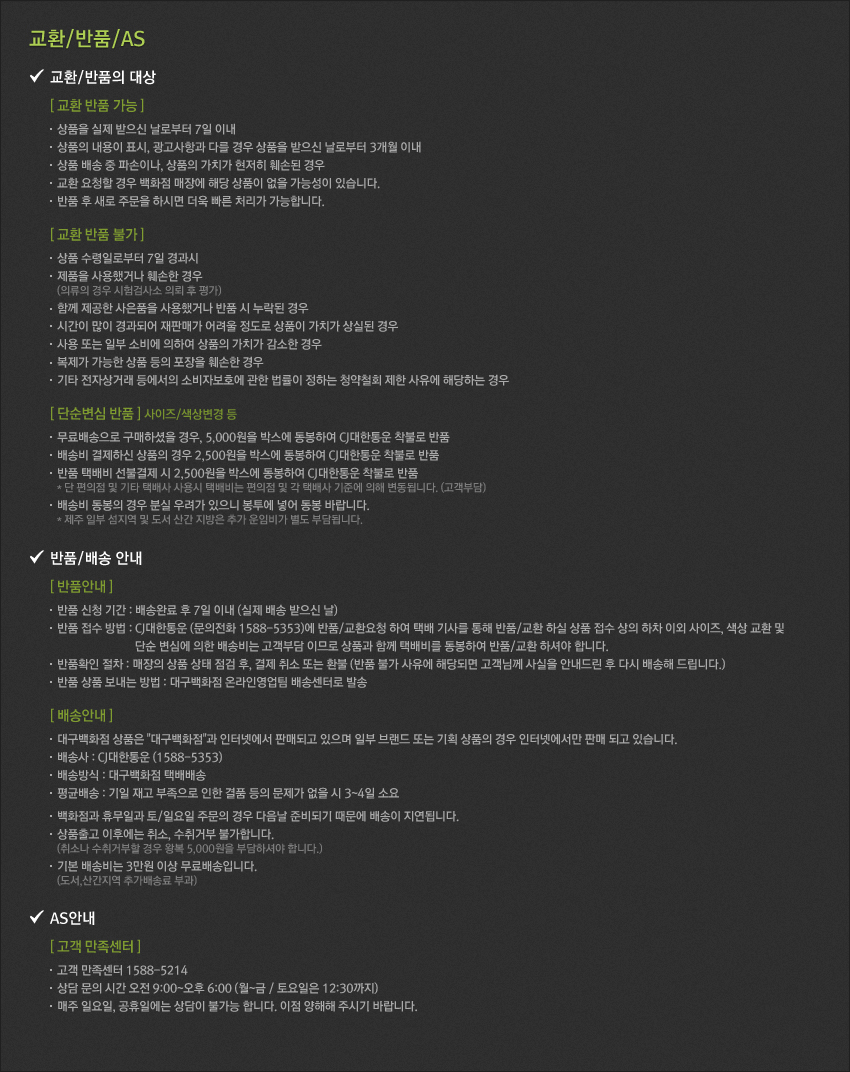 교환/반품/AS
교환/반품의 대상
[ 교환 반품 가능 ]
· 상품을 실제 받으신 날로부터 7일 이내
· 상품의 내용이 표시, 광고사항과 다를 경우 상품을 받으신 날로부터 3개월 이내
· 상품 배송 중 파손이나, 상품의 가치가 현저히 훼손된 경우
· 교환 요청할 경우 백화점 매장에 해당 상품이 없을 가능성이 있습니다.
· 반품 후 새로 주문을 하시면 더욱 빠른 처리가 가능합니다.
[ 교환 반품 불가 ]
· 상품 수령일로부터 7일 경과시
· 제품을 사용했거나 훼손한 경우
(의류의 경우 시험검사소 의뢰 후 평가)
· 함께 제공한 사은품을 사용했거나 반품 시 누락된 경우
· 시간이 많이 경과되어 재판매가 어려울 정도로 상품이 가치가 상실된 경우
· 사용 또는 일부 소비에 의하여 상품의 가치가 감소한 경우
· 복제가 가능한 상품 등의 포장을 훼손한 경우
· 기타 전자상거래 등에서의 소비자보호에 관한 법률이 정하는 청약철회 제한 사유에 해당하는 경우
[ 단순변심 반품 ] 사이즈/색상변경 등
· 무료배송으로 구매하셨을 경우, 5,000원을 박스에 동봉하여 CJ대한통운 착불로 반품
· 배송비 결제하신 상품의 경우 2,500원을 박스에 동봉하여 CJ대한통운 착불로 반품
· 반품 택배비 선불결제 시 2,500원을 박스에 동봉하여 CJ대한통운 착불로 반품
* 단 편의점 및 기타 택배사 사용시 택배비는 편의점 및 각 택배사 기준에 의해 변동됩니다. (고객부담)
· 배송비 동봉의 경우 분실 우려가 있으니 봉투에 넣어 동봉 바랍니다.
* 제주 일부 섬지역 및 도서 산간 지방은 추가 운임비가 별도 부담됩니다.
반품/배송 안내
[ 반품안내 ]
· 반품 신청 기간 : 배송완료 후 7일 이내 (실제 배송 받으신 날)
· 반품 접수 방법 : CJ대한통운 (문의전화 1588-5353)에 반품/교환요청 하여 택배 기사를 통해 반품/교환 하실 상품 접수 상의 하차 이외 사이즈, 색상 교환 및
단순 변심에 의한 배송비는 고객부담 이므로 상품과 함께 택배비를 동봉하여 반품/교환 하셔야 합니다.
· 반품확인 절차 : 매장의 상품 상태 점검 후, 결제 취소 또는 환불 (반품 불가 사유에 해당되면 고객님께 사실을 안내드린 후 다시 배송해 드립니다.)
· 반품 상품 보내는 방법 : 대구백화점 온라인영업팀 배송센터로 발송
[ 배송안내 ]
· 대구백화점 상품은 "대구백화점"과 인터넷에서 판매되고 있으며 일부 브랜드 또는 기획 상품의 경우 인터넷에서만 판매 되고 있습니다.
· 배송사 : CJ대한통운 (1588-5353)
· 배송방식 : 대구백화점 택배배송
· 평균배송 : 기일 재고 부족으로 인한 결품 등의 문제가 없을 시 3~4일 소요
· 백화점과 휴무일과 토/일요일 주문의 경우 다음날 준비되기 때문에 배송이 지연됩니다.
· 상품출고 이후에는 취소, 수취거부 불가합니다.
(취소나 수취거부할 경우 왕복 5,000원을 부담하셔야 합니다.)
· 기본 배송비는 3만원 이상 무료배송입니다.
(도서,산간지역 추가배송료 부과)
AS안내
[ 고객 만족센터 ]
· 고객 만족센터 1588-5214
· 상담 문의 시간 오전 9:00~오후 6:00 (월~금 / 토요일은 12:30까지)
· 매주 일요일, 공휴일에는 상담이 불가능 합니다. 이점 양해해 주시기 바랍니다.